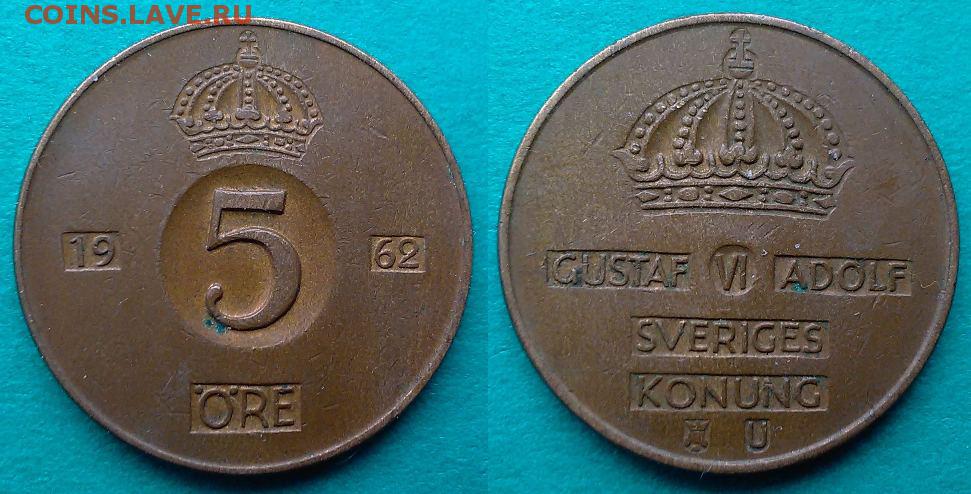 COINS.LAVE.RU
5
19 62
ÖRE
GUSTAF VI ADOLF
SVERIGES
KONUNG
U